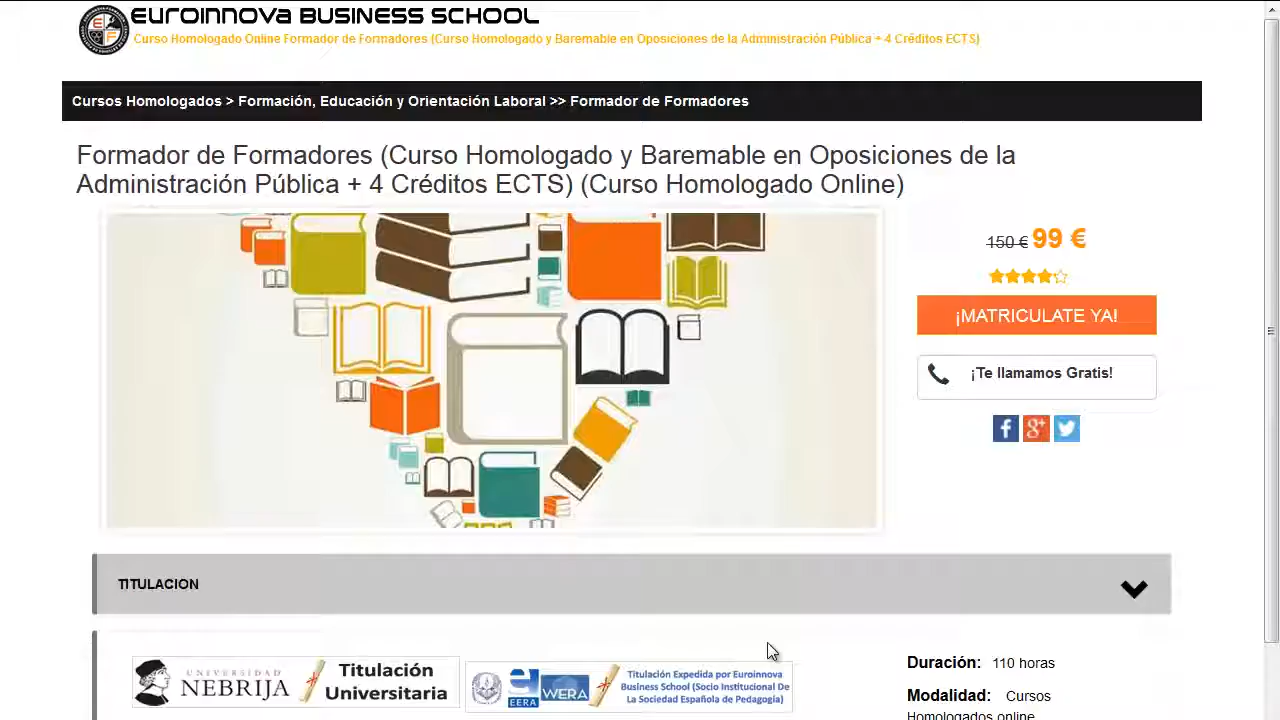 EUROINNOVA BUSINESS SCHOOL
Curso Homologado Online Formador de Formadores (Curso Homologado y Baremable en Oposiciones de la Administración Pública + 4 Créditos ECTS)
Cursos Homologados > Formación, Educación y Orientación Laboral >> Formador de Formadores
Formador de Formadores (Curso Homologado y Baremable en Oposiciones de la
Administración Pública + 4 Créditos ECTS) (Curso Homologado Online)
150 € 99 €
¡MATRICULATE YA!
¡Te llamamos Gratis!
TITULACION
UNIVERSIDAD
NEBRIJA
Titulación
Universitaria
EERA
WERA
Titulación Expedida por Euroinnova
Business School (Socio Institucional De
La Sociedad Española de Pedagogía)
Duración: 110 horas
Modalidad: Cursos
Homologados online